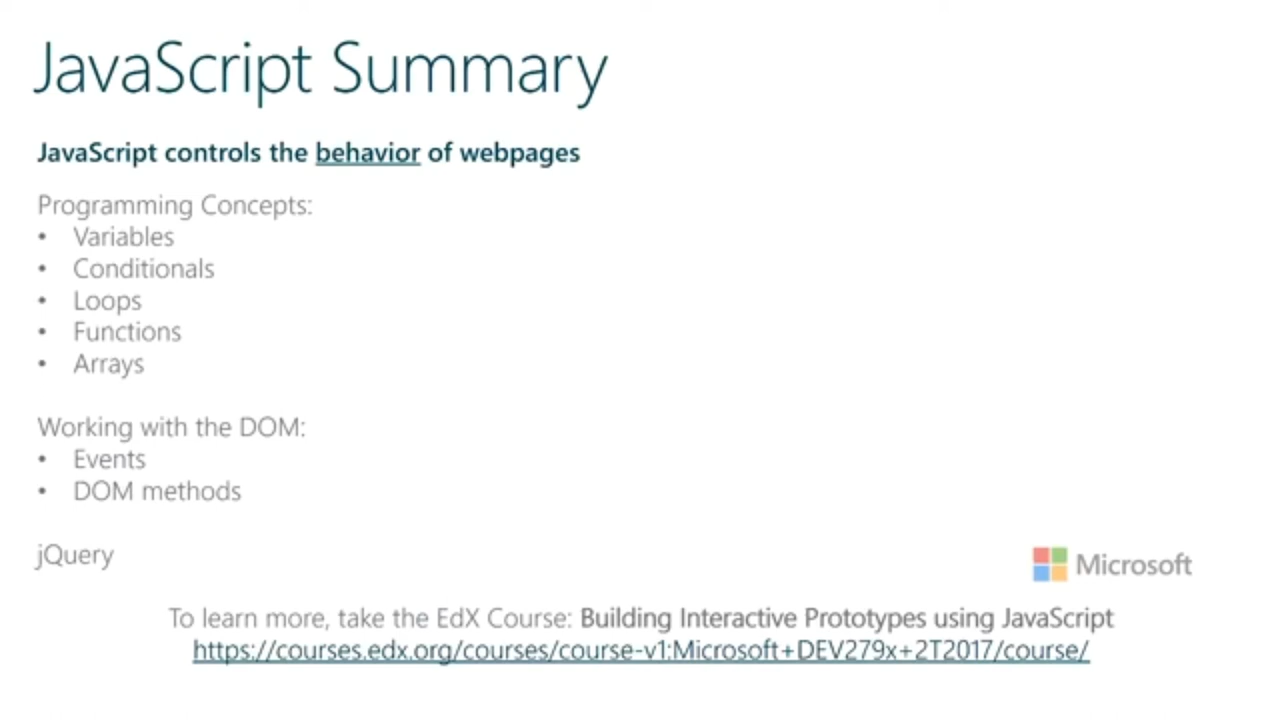 JavaScript Summary
JavaScript controls the behavior of webpages
Programming Concepts:
• Variables
• Conditionals
• Loops
• Functions
• Arrays
Working with the DOM:
• Events
• DOM methods
jQuery
Microsoft
To learn more, take the EdX Course: Building Interactive Prototypes using JavaScript
https://courses.edx.org/courses/course-v1:Microsoft+DEV279x+2T2017/course/